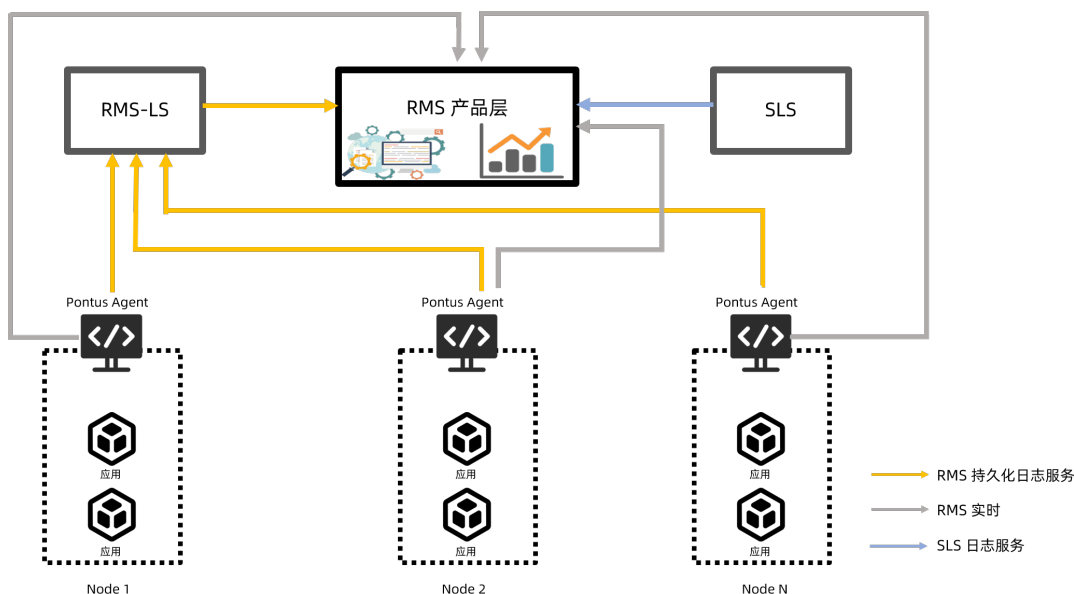 RMS-LS
RMS 产品层
SLS
Pontus Agent
Pontus Agent
Pontus Agent
应用
应用
应用
应用
应用
应用
RMS 持久化日志服务
RMS 实时
SLS 日志服务
Node 1
Node 2
Node N